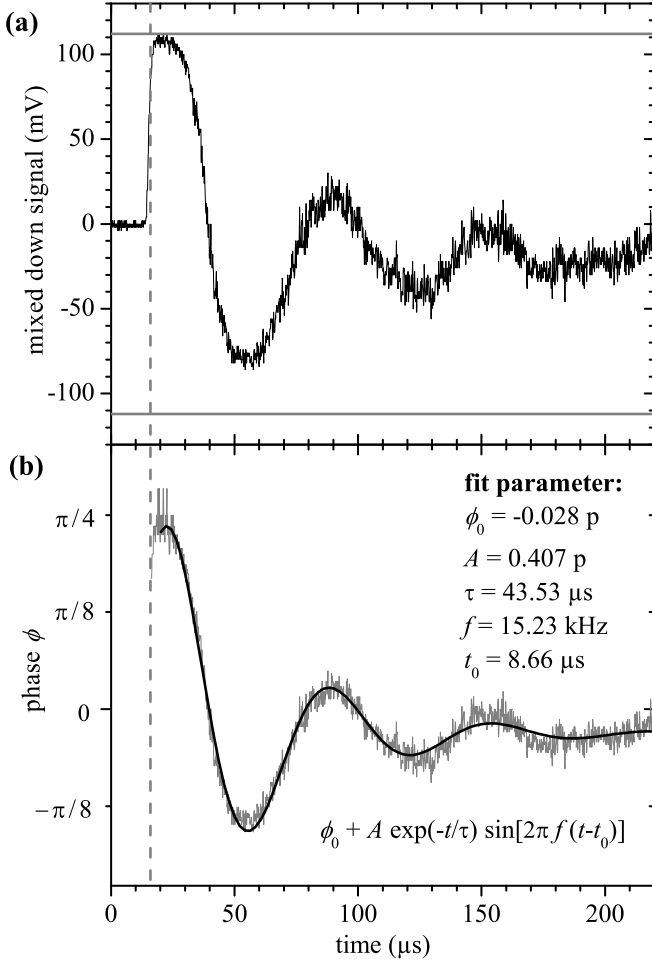 (a)
mixed down signal (mV)
100
50
0
-50
-100
(b)
phase ϕ
π/4
π/8
0
−π/8
fit parameter:
ϕ₀ = -0.028 p
A = 0.407 p
τ = 43.53 µs
f = 15.23 kHz
t₀ = 8.66 µs
ϕ₀ + A exp(-t/τ) sin[2π f (t-t₀)]
0 50 100 150 200
time (µs)